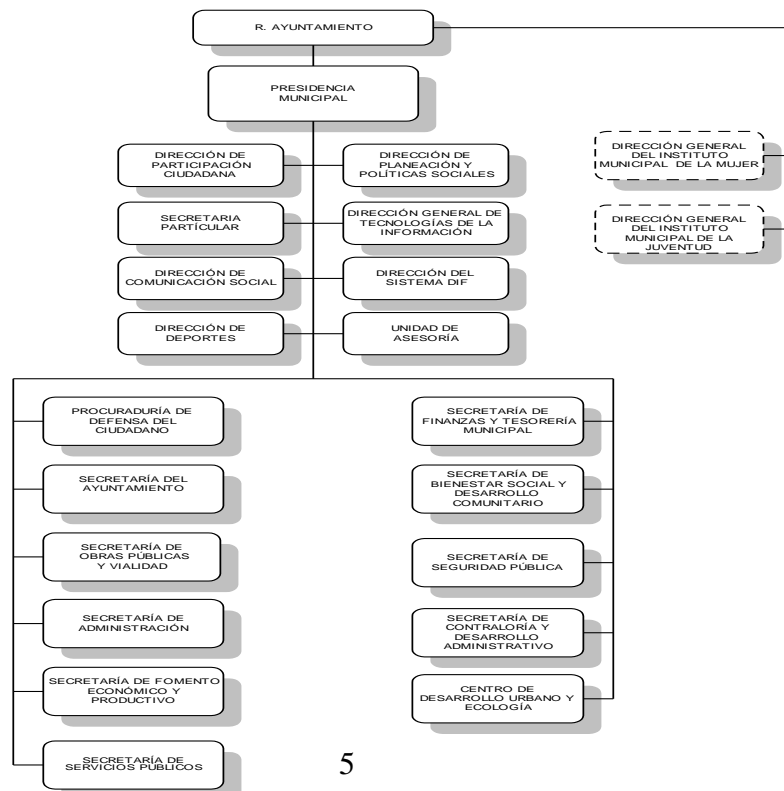 R. AYUNTAMIENTO
PRESIDENCIA
MUNICIPAL
DIRECCIÓN DE
PARTICIPACIÓN
CIUDADANA
DIRECCIÓN DE
PLANEACIÓN Y
POLÍTICAS SOCIALES
DIRECCIÓN GENERAL
DEL INSTITUTO
MUNICIPAL DE LA MUJER
SECRETARIA
PARTÍCULAR
DIRECCIÓN GENERAL DE
TECNOLOGÍAS DE LA
INFORMACIÓN
DIRECCIÓN GENERAL
DEL INSTITUTO
MUNICIPAL DE LA
JUVENTUD
DIRECCIÓN DE
COMUNICACIÓN SOCIAL
DIRECCIÓN DEL
SISTEMA DIF
DIRECCIÓN DE
DEPORTES
UNIDAD DE
ASESORÍA
PROCURADURÍA DE
DEFENSA DEL
CIUDADANO
SECRETARÍA DE
FINANZAS Y TESORERÍA
MUNICIPAL
SECRETARÍA DEL
AYUNTAMIENTO
SECRETARÍA DE
BIENESTAR SOCIAL Y
DESARROLLO
COMUNITARIO
SECRETARÍA DE
OBRAS PÚBLICAS
Y VIALIDAD
SECRETARÍA DE
SEGURIDAD PÚBLICA
SECRETARÍA DE
ADMINISTRACIÓN
SECRETARÍA DE
CONTRALORÍA Y
DESARROLLO
ADMINISTRATIVO
SECRETARÍA DE FOMENTO
ECONÓMICO Y
PRODUCTIVO
CENTRO DE
DESARROLLO URBANO Y
ECOLOGÍA
SECRETARÍA DE
SERVICIOS PÚBLICOS
5